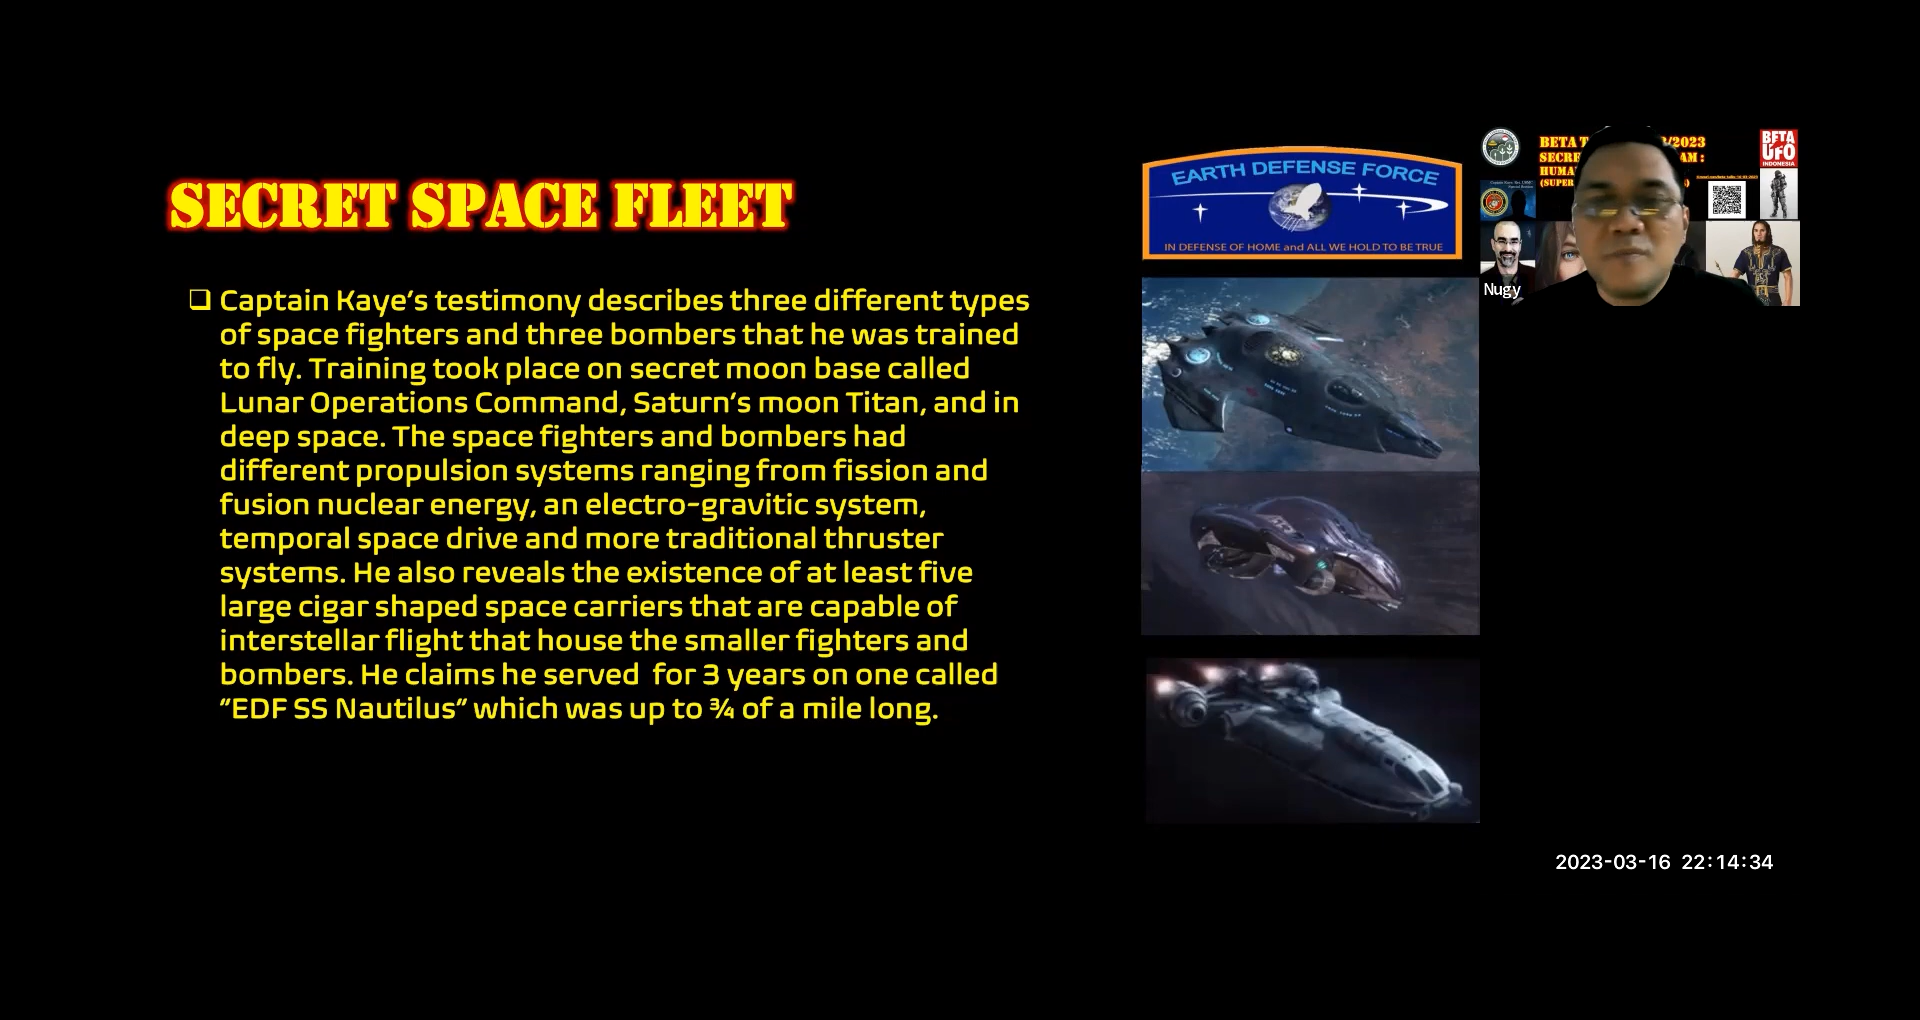 SECRET SPACE FLEET
❑ Captain Kaye's testimony describes three different types
of space fighters and three bombers that he was trained
to fly. Training took place on secret moon base called
Lunar Operations Command, Saturn's moon Titan, and in
deep space. The space fighters and bombers had
different propulsion systems ranging from fission and
fusion nuclear energy, an electro-gravitic system,
temporal space drive and more traditional thruster
systems. He also reveals the existence of at least five
large cigar shaped space carriers that are capable of
interstellar flight that house the smaller fighters and
bombers. He claims he served  for 3 years on one called
"EDF SS Nautilus" which was up to ¾ of a mile long.
EARTH DEFENSE FORCE
IN DEFENSE OF HOME and ALL WE HOLD TO BE TRUE
BETA T /2023
SECRE AM :
HUMA
(SUPER
BETA
UFO
INDONESIA
Nugy
2023-03-16 22:14:34